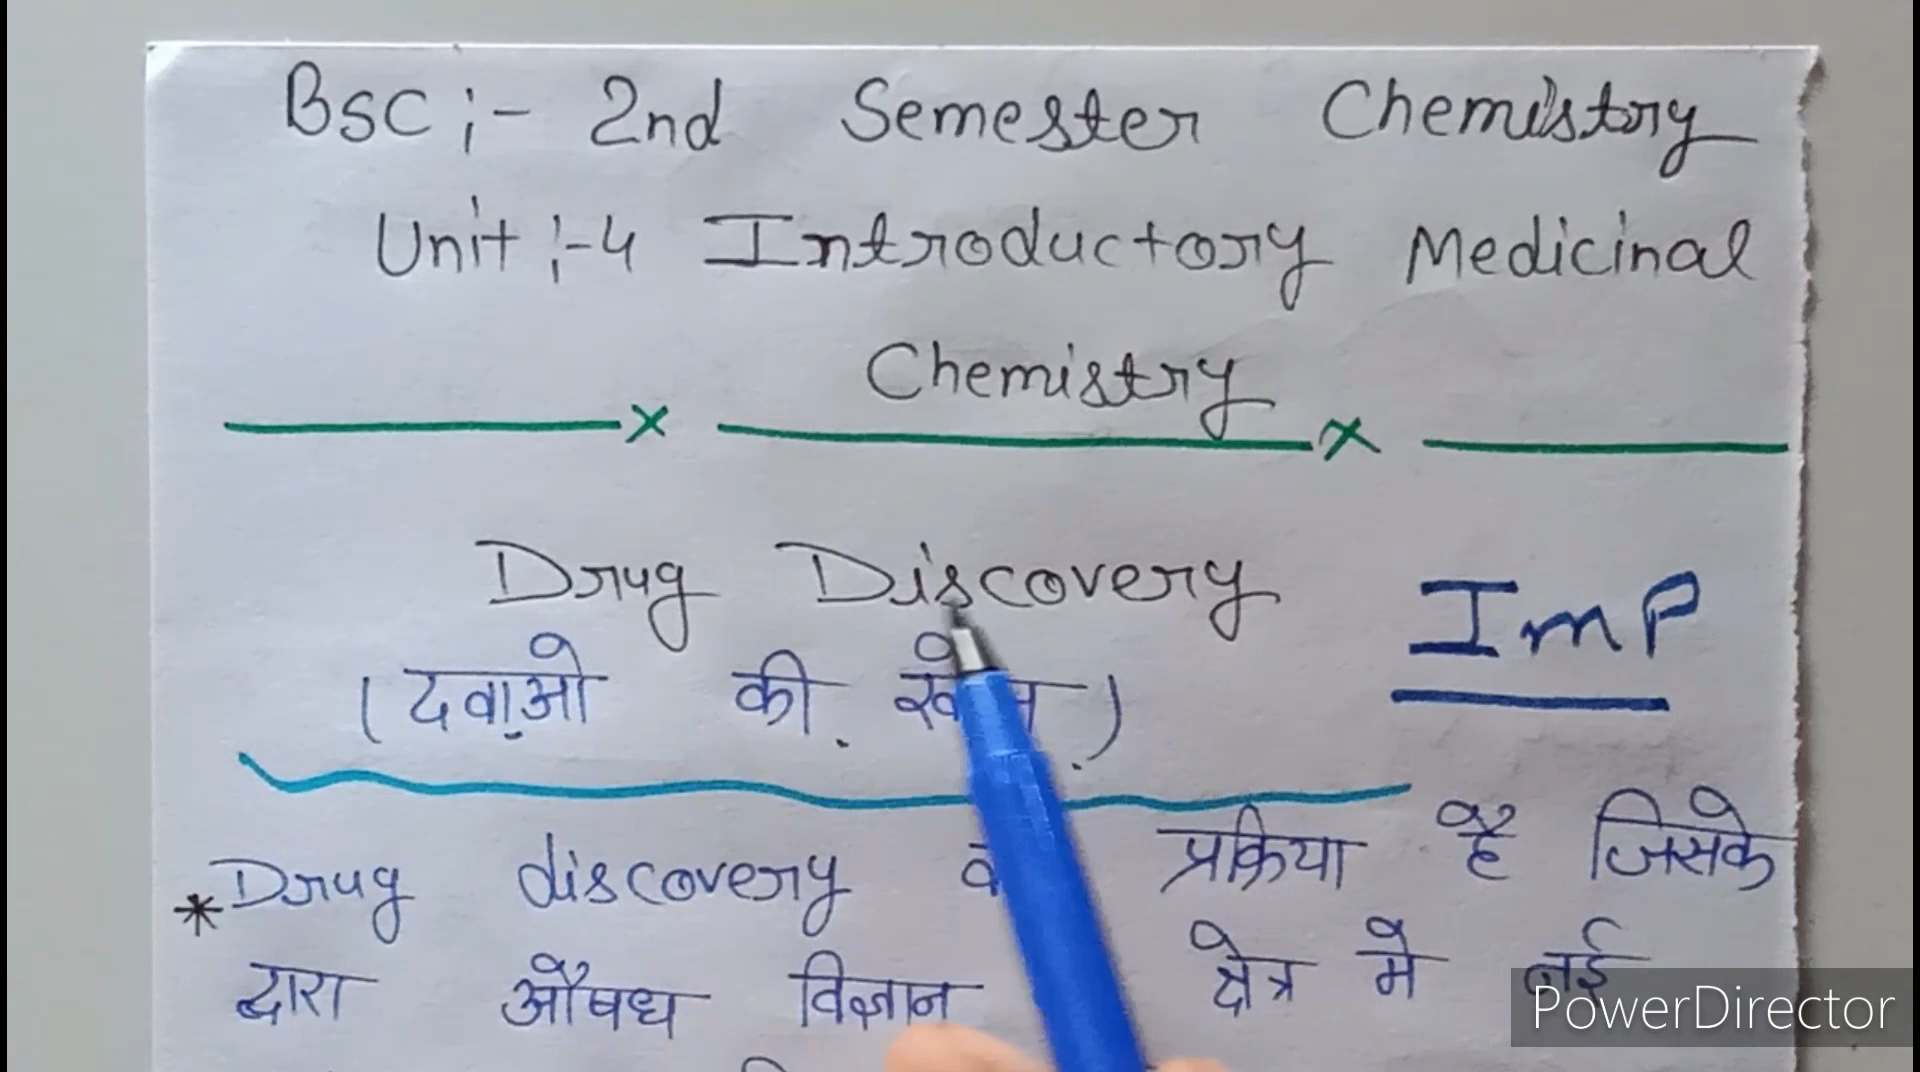 BSC ;- 2nd Semester Chemistry
Unit ;-4 Introductory Medicinal
Chemistry
Drug Discovery
Imp
(दवाओ की )
* Drug discovery प्रक्रिया है जिसके
द्वारा औषध विज्ञान क्षेत्र मे नई
PowerDirector